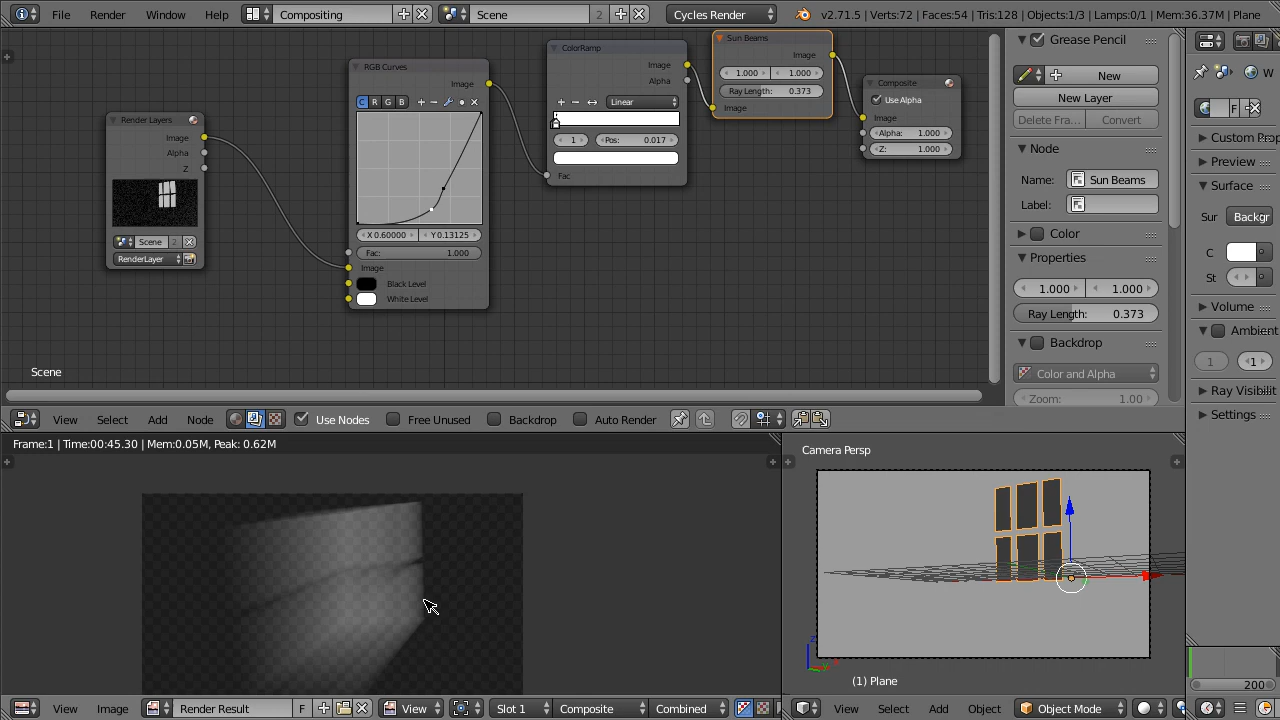 File Render Window Help Compositing Scene 2 Cycles Render v2.71.5 | Verts:72 | Faces:54 | Tris:128 | Objects:1/3 | Lamps:0/1 | Mem:36.37M | Plane
Render Layers
Image
Alpha
Z
Scene 2
RenderLayer
RGB Curves
Image
C R G B
X 0.60000 Y 0.13125
Fac: 1.000
Image
Black Level
White Level
ColorRamp
Image
Alpha
Linear
1 Pos: 0.017
Fac
Sun Beams
Image
1.000 1.000
Ray Length: 0.373
Image
Composite
Use Alpha
Image
Alpha: 1.000
Z: 1.000
Scene
Grease Pencil
New
New Layer
Delete Fra... Convert
Node
Name: Sun Beams
Label:
Color
Properties
1.000 1.000
Ray Length: 0.373
Backdrop
Color and Alpha
Zoom: 1.00
W
F
Custom Prop
Preview
Surface
Sur Backgr
C
St
Volume
Ambient
1 1
Ray Visibilit
Settings
View Select Add Node Use Nodes Free Unused Backdrop Auto Render
Frame:1 | Time:00:45.30 | Mem:0.05M, Peak: 0.62M
Camera Persp
(1) Plane
200
View Image Render Result F View Slot 1 Composite Combined
View Select Add Object Object Mode